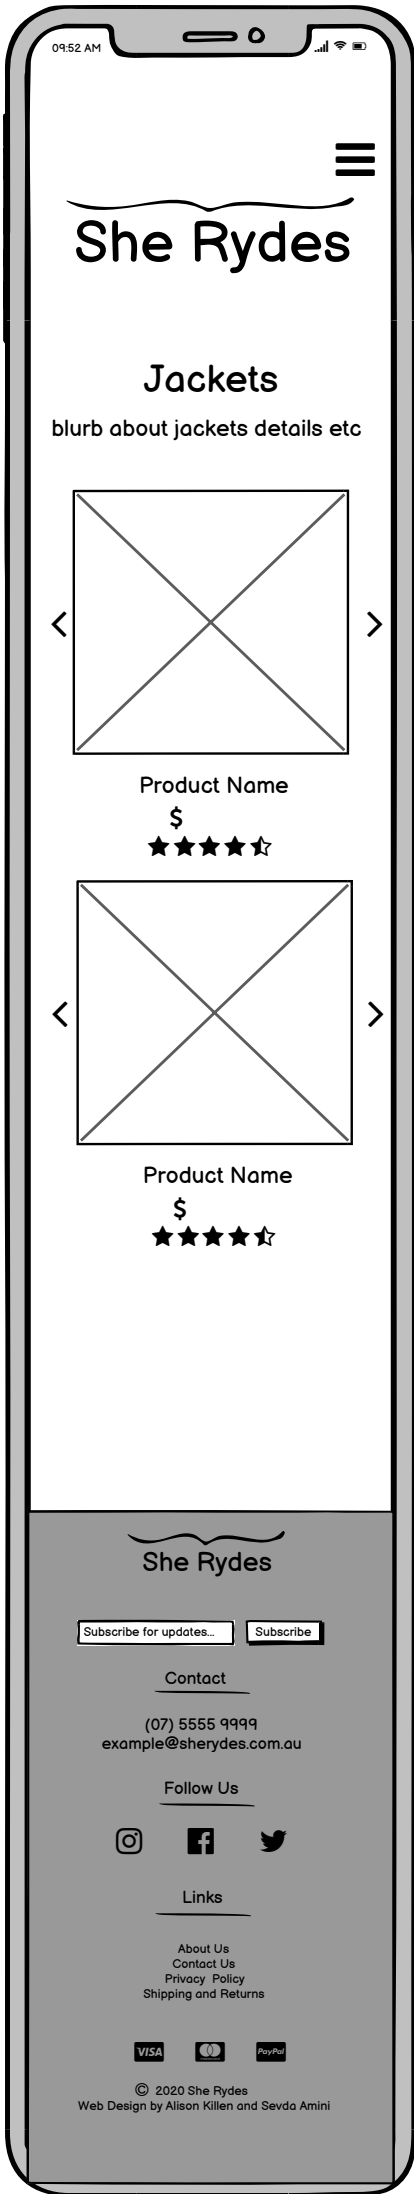 09:52 AM
She Rydes
Jackets
blurb about jackets details etc
Product Name
$
Product Name
$
She Rydes
Subscribe for updates... Subscribe
Contact
(07) 5555 9999
example@sherydes.com.au
Follow Us
Links
About Us
Contact Us
Privacy Policy
Shipping and Returns
VISA PayPal
© 2020 She Rydes
Web Design by Alison Killen and Sevda Amini